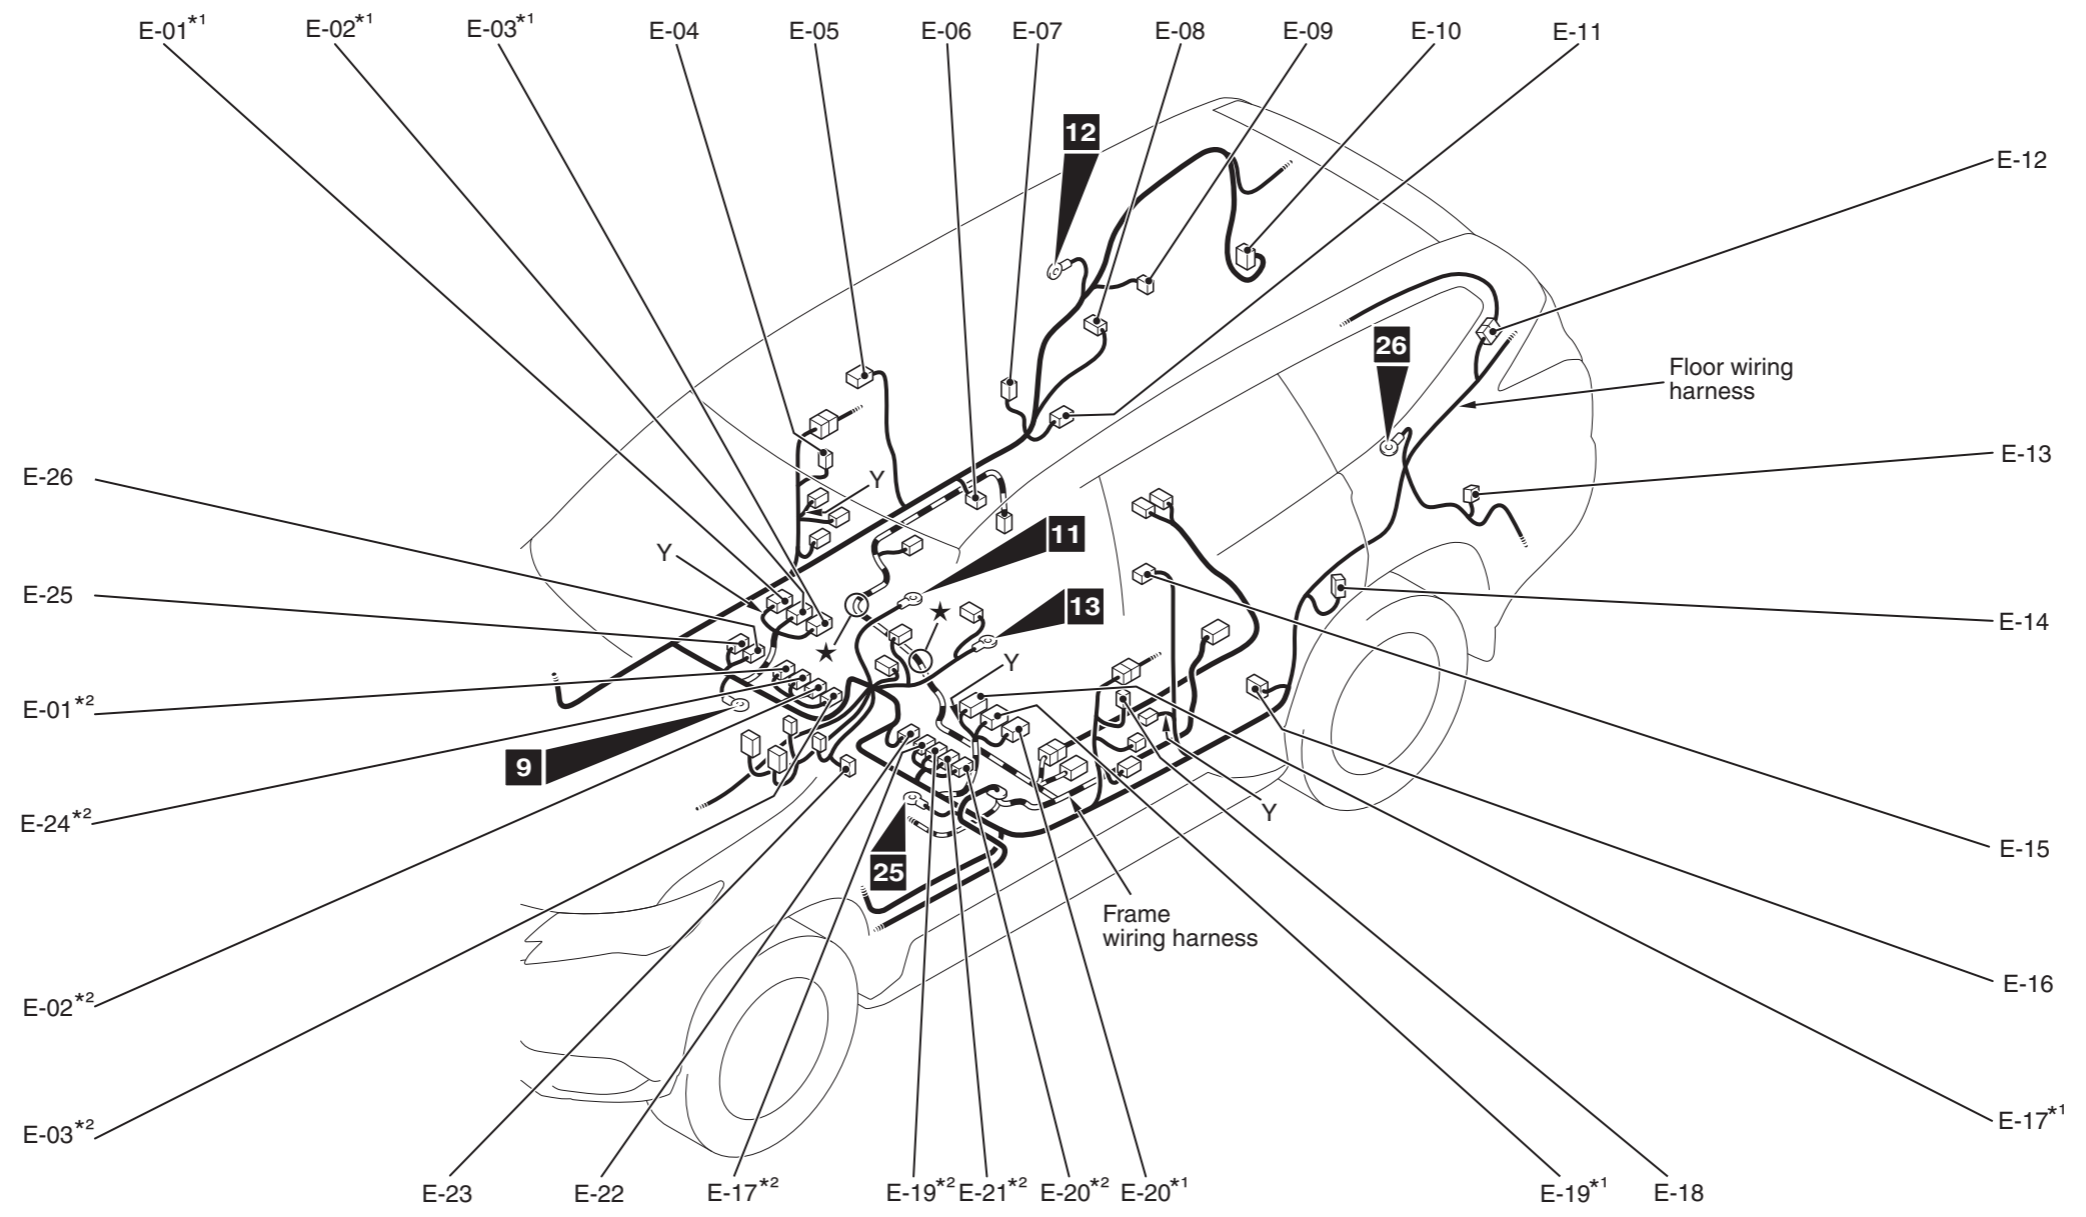 E-01*1 E-02*1 E-03*1 E-04 E-05 E-06 E-07 E-08 E-09 E-10 E-11
12
E-12
26
Floor wiring
harness
E-13
E-26
Y
11
Y
E-25
★
13
E-14
★
Y
E-01*2
9
E-24*2
Y
E-15
25
Frame
wiring harness
E-02*2
E-16
E-03*2
E-17*1
E-23 E-22 E-17*2 E-19*2 E-21*2 E-20*2 E-20*1 E-19*1 E-18